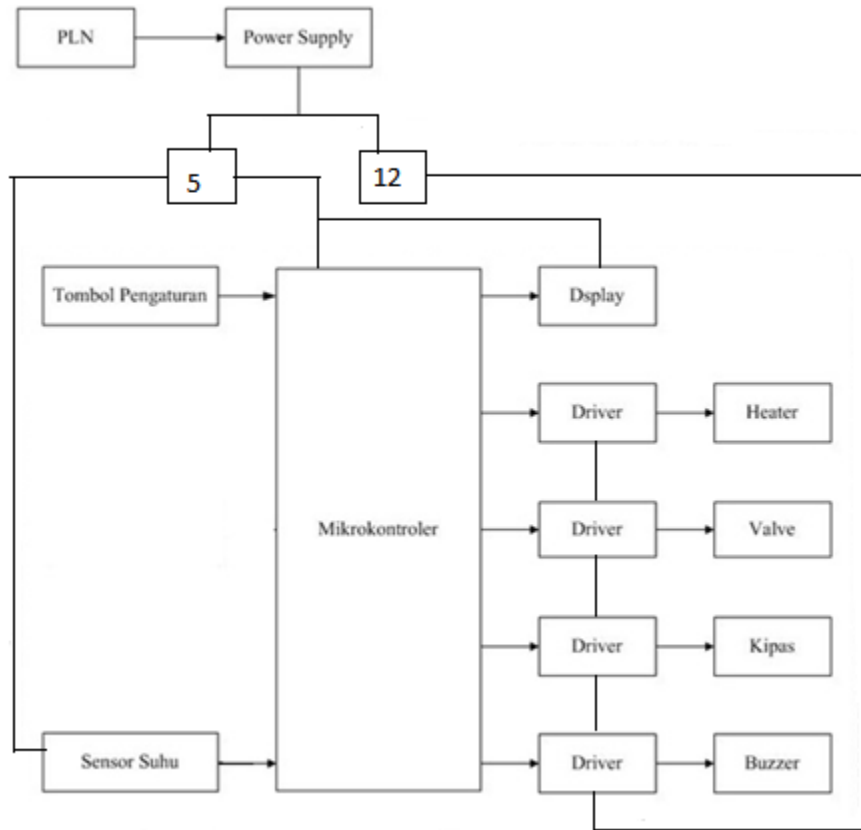 PLN
Power Supply
5
12
Tombol Pengaturan
Dsplay
Driver
Heater
Mikrokontroler
Driver
Valve
Driver
Kipas
Sensor Suhu
Driver
Buzzer